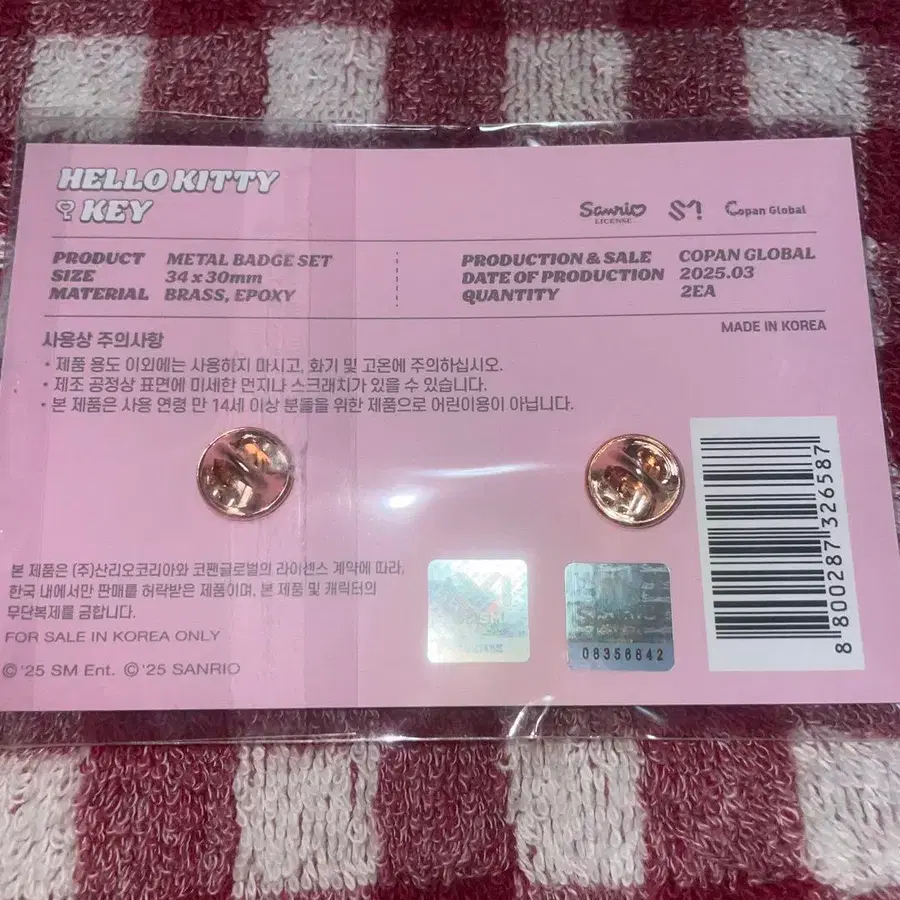 HELLO KITTY
KEY
Sanrio
LICENSE
Copan Global
PRODUCT METAL BADGE SET
SIZE 34 x 30mm
MATERIAL BRASS, EPOXY
PRODUCTION & SALE COPAN GLOBAL
DATE OF PRODUCTION 2025.03
QUANTITY 2EA
MADE IN KOREA
사용상 주의사항
• 제품 용도 이외에는 사용하지 마시고, 화기 및 고온에 주의하십시오.
• 제조 공정상 표면에 미세한 먼지나 스크래치가 있을 수 있습니다.
• 본 제품은 사용 연령 만 14세 이상 분들을 위한 제품으로 어린이용이 아닙니다.
본 제품은 (주)산리오코리아와 코팬글로벌의 라이센스 계약에 따라,
한국 내에서만 판매를 허락받은 제품이며, 본 제품 및 캐릭터의
무단복제를 금합니다.
FOR SALE IN KOREA ONLY
©'25 SM Ent. ©'25 SANRIO
08356642
8 800287 326587